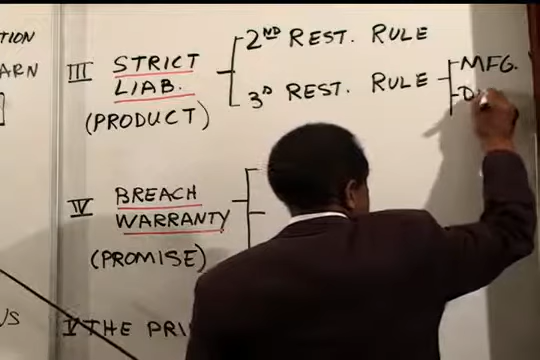 TION
ARN
III STRICT LIAB.
(PRODUCT)
2ND REST. RULE
3D REST. RULE
MFG.
D
IV BREACH WARRANTY
(PROMISE)
V THE PRI